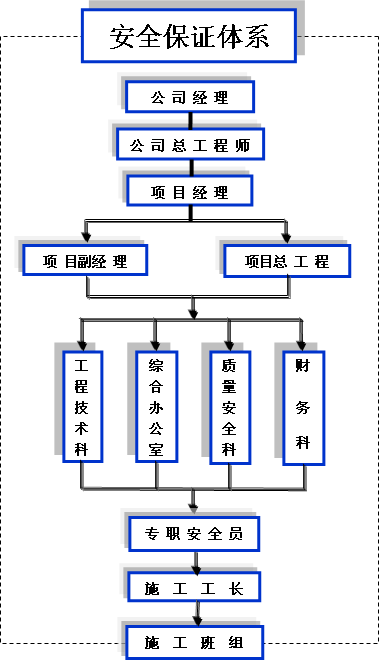 安全保证体系
公司经理
公司总工程师
项目经理
项目副经理
项目总工程
工程技术科
综合办公室
质量安全科
财务科
专职安全员
施工工长
施工班组